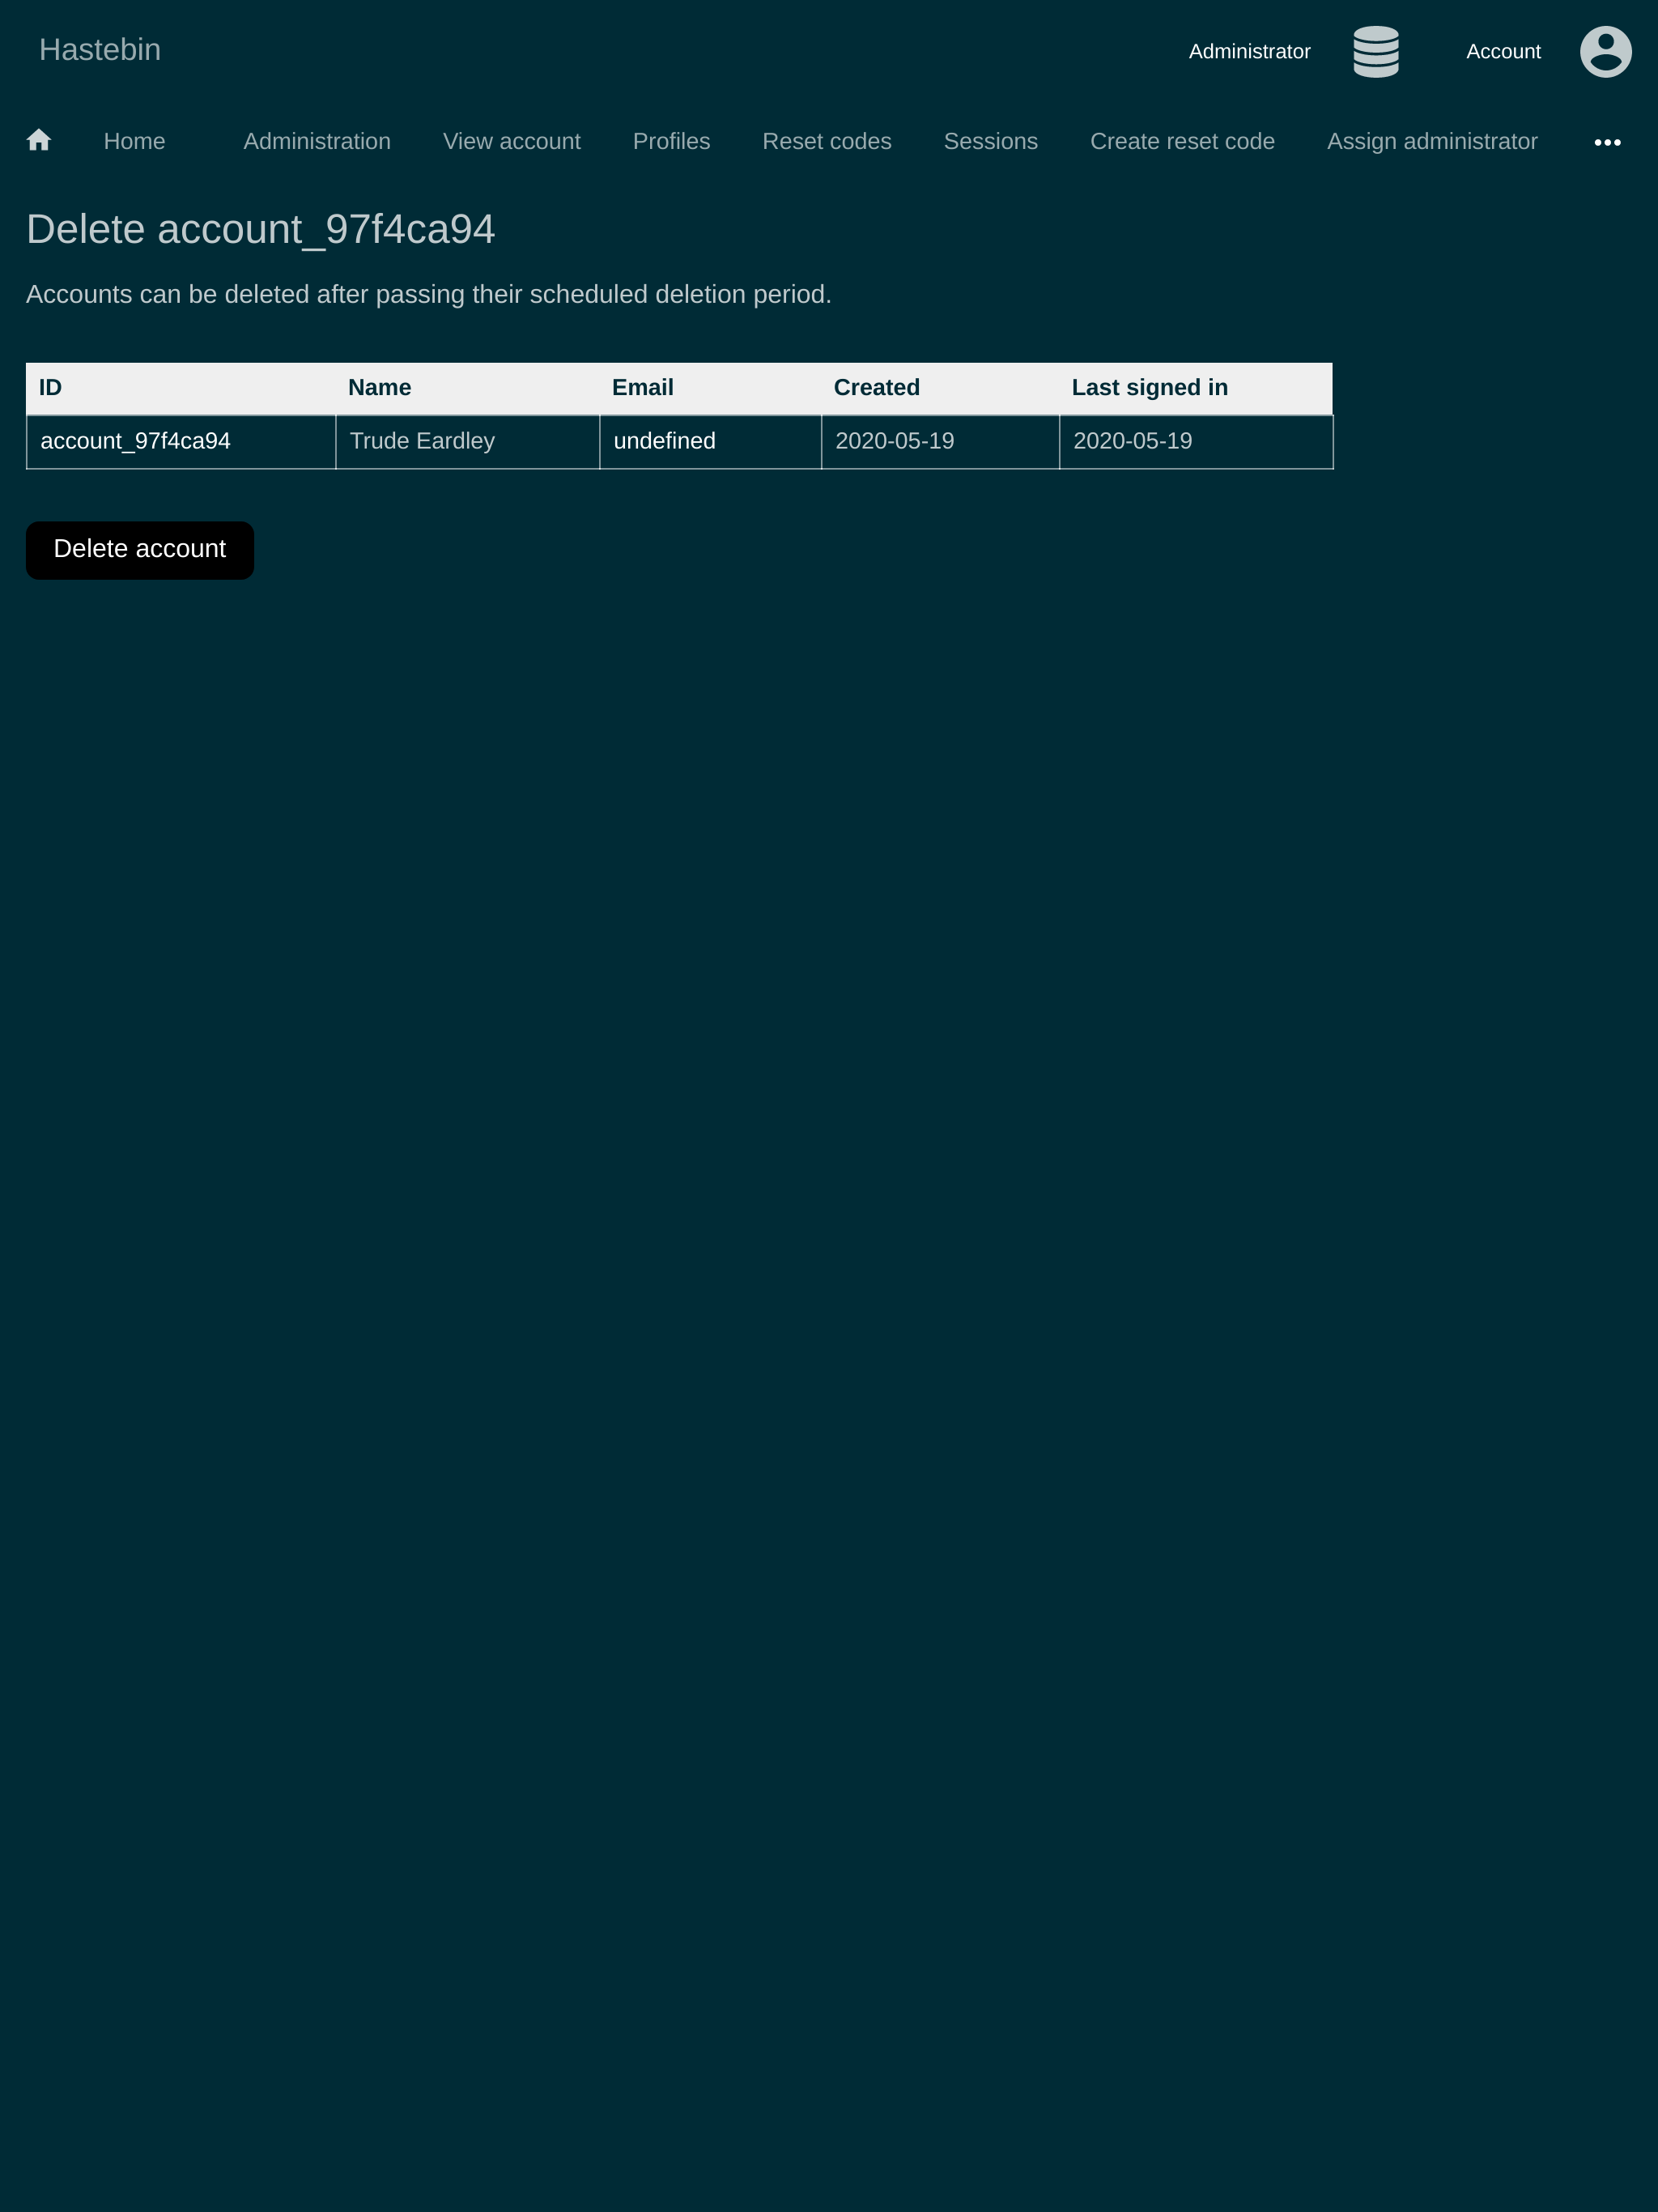 Hastebin
Administrator
Account
Home Administration View account Profiles Reset codes Sessions Create reset code Assign administrator
Delete account_97f4ca94
Accounts can be deleted after passing their scheduled deletion period.
ID Name Email Created Last signed in
account_97f4ca94 Trude Eardley undefined 2020-05-19 2020-05-19
Delete account